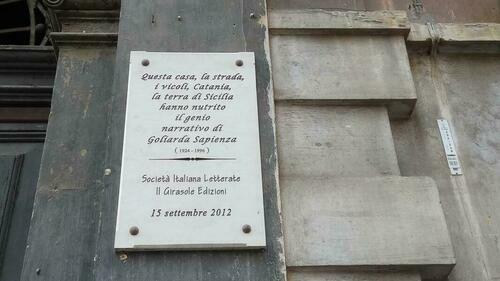 Questa casa, la strada,
i vicoli, Catania,
la terra di Sicilia
hanno nutrito
il genio
narrativo di
Goliarda Sapienza
( 1924 - 1996 )
Società Italiana Letterate
Il Girasole Edizioni
15 settembre 2012